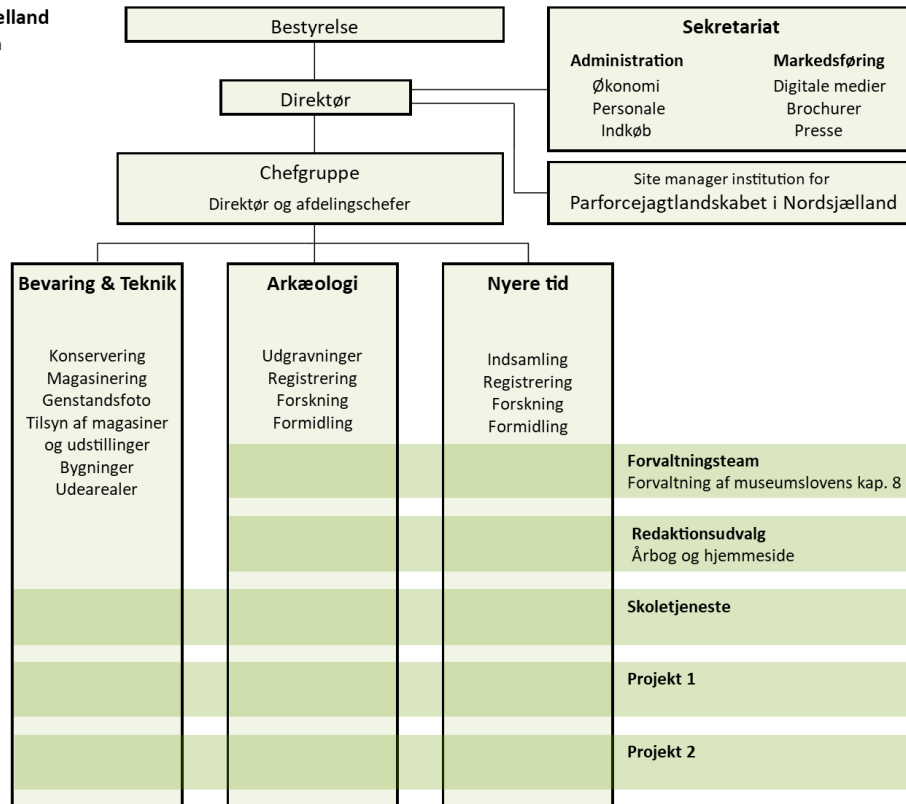 Bestyrelse
Direktør
Chefgruppe
Direktør og afdelingschefer
Sekretariat
Administration
Økonomi
Personale
Indkøb
Markedsføring
Digitale medier
Brochurer
Presse
Site manager institution for
Parforcejagtlandskabet i Nordsjælland
Bevaring & Teknik
Konservering
Magasinering
Genstandsfoto
Tilsyn af magasiner
og udstillinger
Bygninger
Udearealer
Arkæologi
Udgravninger
Registrering
Forskning
Formidling
Nyere tid
Indsamling
Registrering
Forskning
Formidling
Forvaltningsteam
Forvaltning af museumslovens kap. 8
Redaktionsudvalg
Årbog og hjemmeside
Skoletjeneste
Projekt 1
Projekt 2